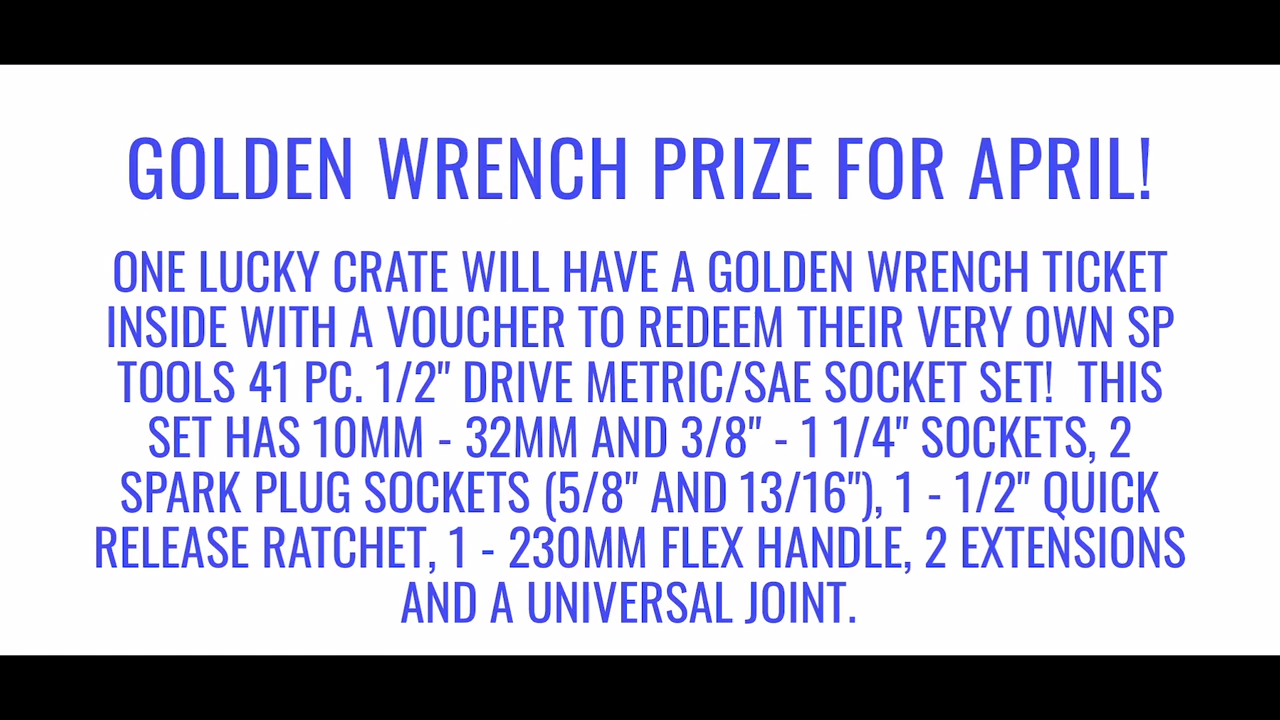 GOLDEN WRENCH PRIZE FOR APRIL!
ONE LUCKY CRATE WILL HAVE A GOLDEN WRENCH TICKET
INSIDE WITH A VOUCHER TO REDEEM THEIR VERY OWN SP
TOOLS 41 PC. 1/2" DRIVE METRIC/SAE SOCKET SET!  THIS
SET HAS 10MM - 32MM AND 3/8" - 1 1/4" SOCKETS, 2
SPARK PLUG SOCKETS (5/8" AND 13/16"), 1 - 1/2" QUICK
RELEASE RATCHET, 1 - 230MM FLEX HANDLE, 2 EXTENSIONS
AND A UNIVERSAL JOINT.